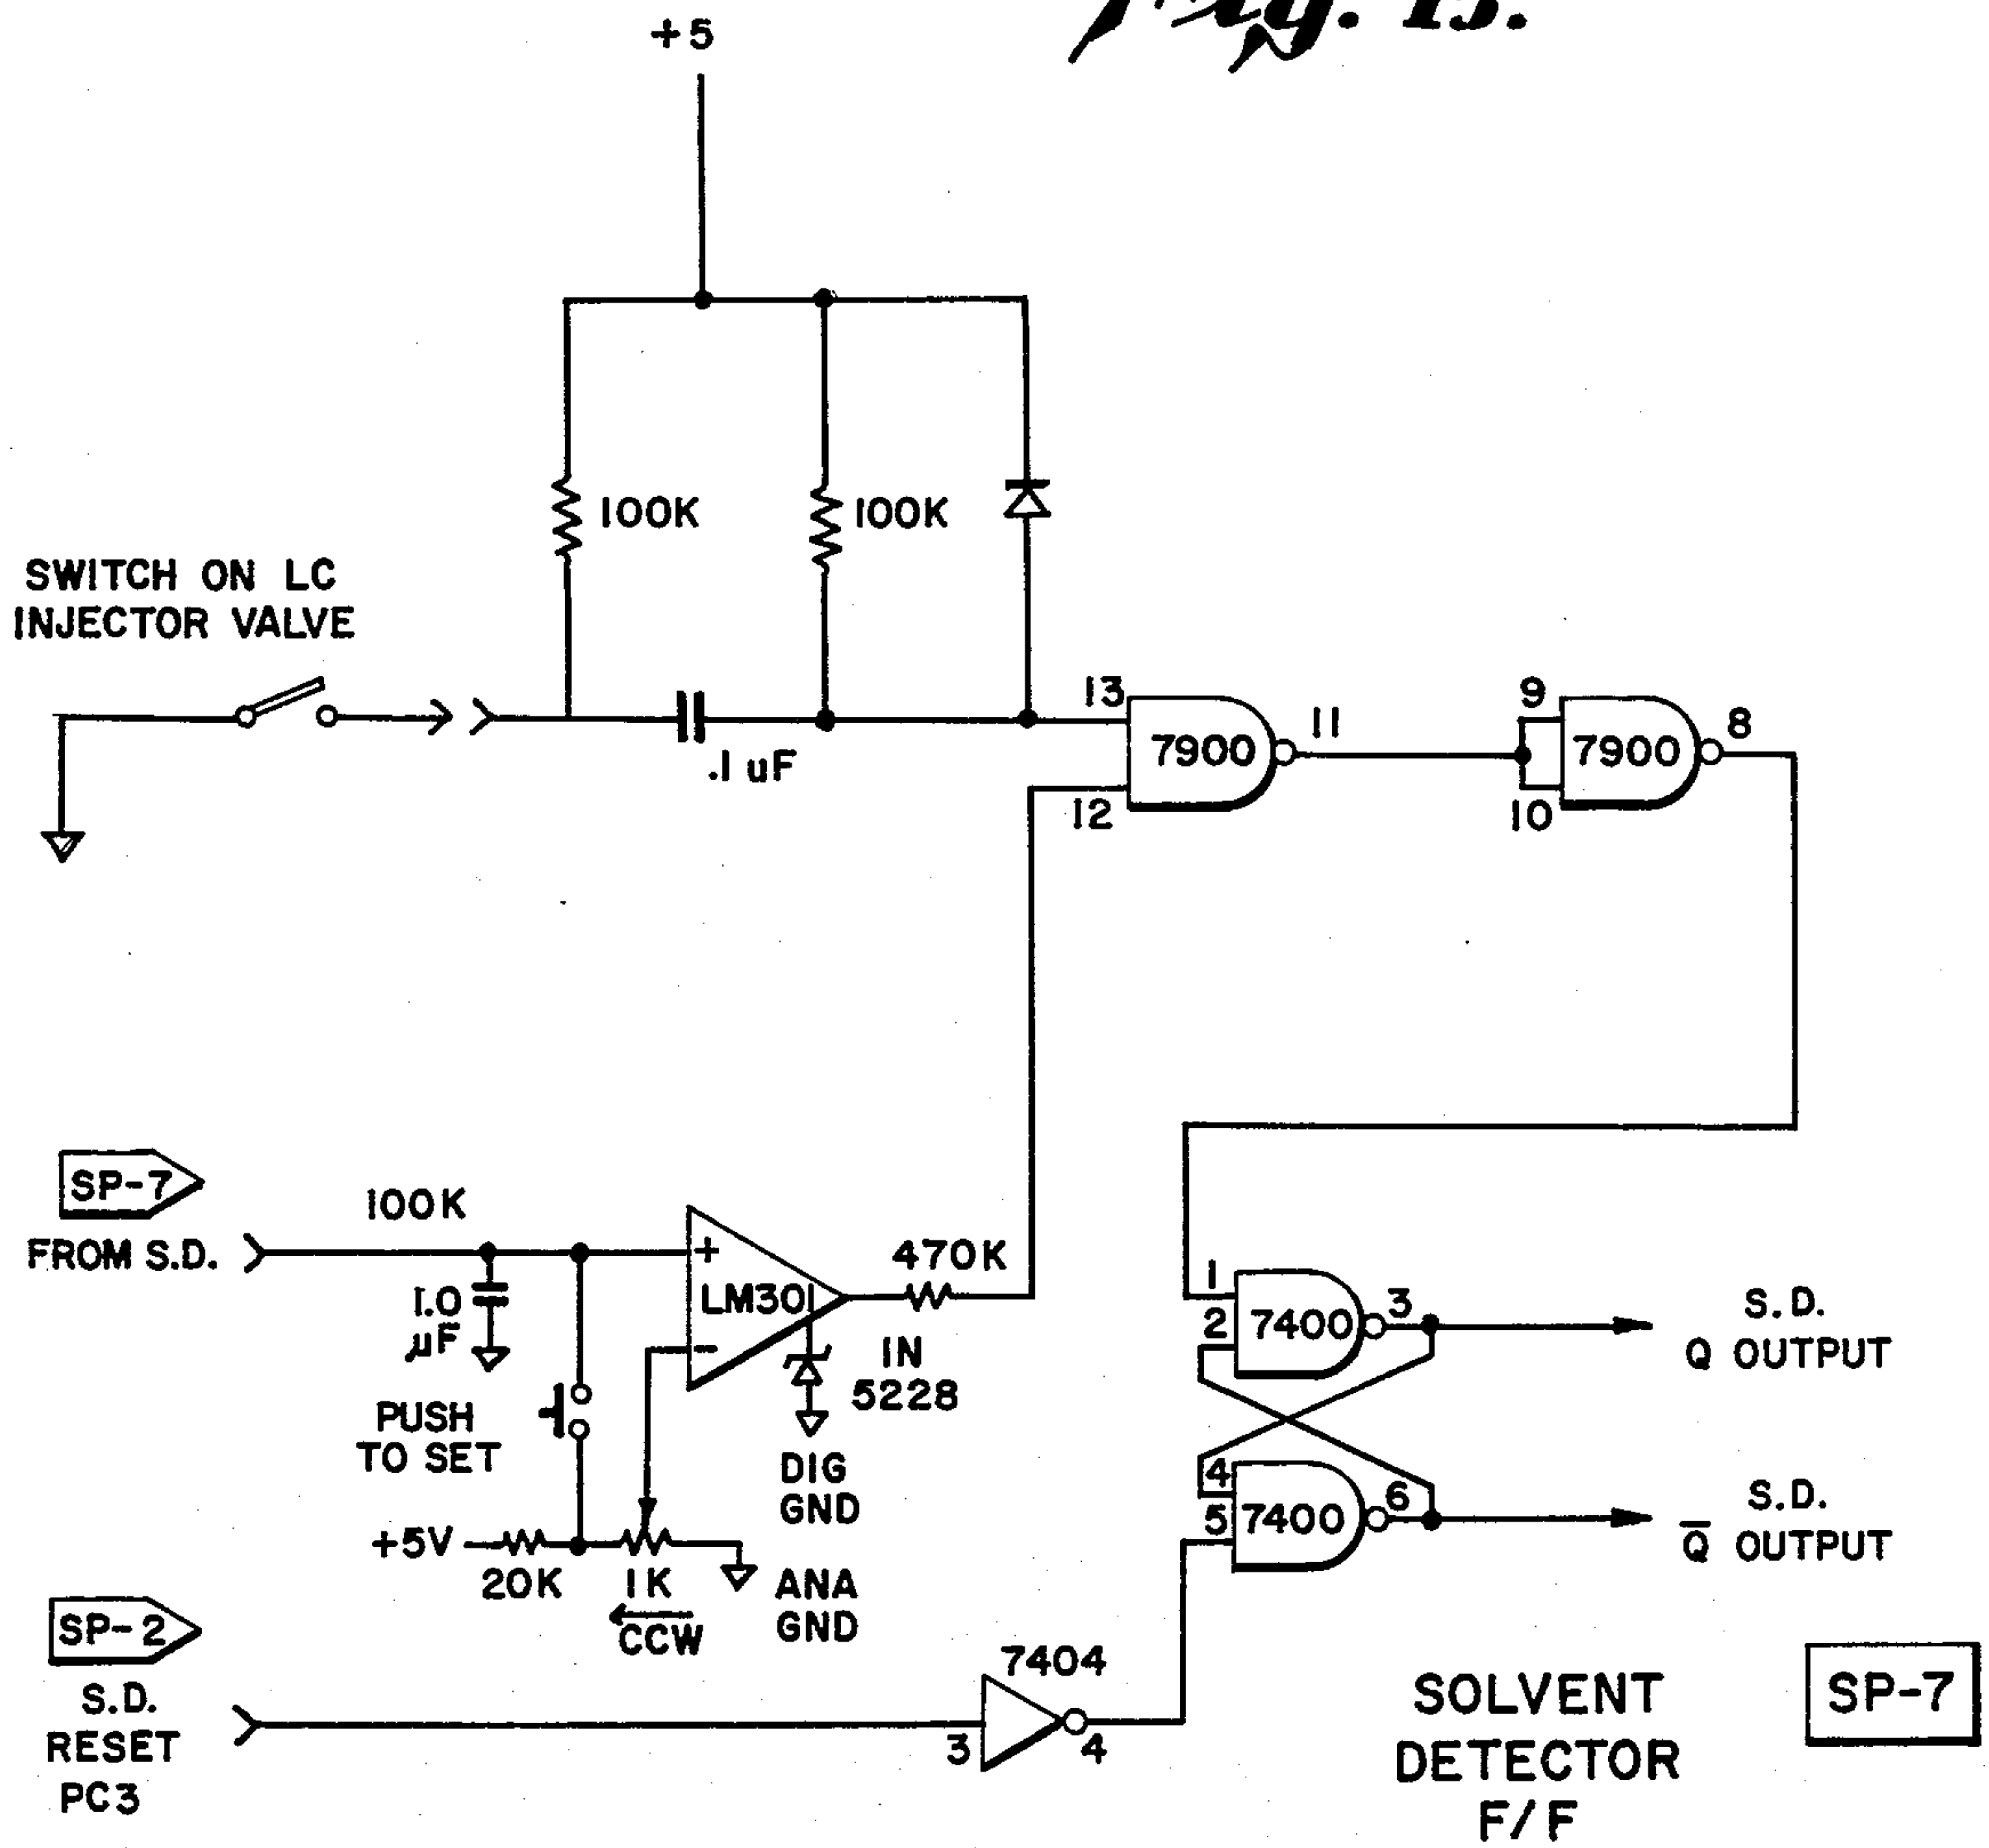 Fig. 15.
+5
100K
100K
SWITCH ON LC
INJECTOR VALVE
.1 uF
13
12
7900
11
9
10
7900
8
SP-7
FROM S.D.
100K
1.0
µF
+
LM301
-
470K
IN
5228
DIG
GND
PUSH
TO SET
+5V
20K
1K
CCW
ANA
GND
1
2
7400
3
S.D.
Q OUTPUT
4
5
7400
6
S.D.
Q̅ OUTPUT
SP-2
S.D.
RESET
PC3
7404
3
4
SOLVENT
DETECTOR
F/F
SP-7